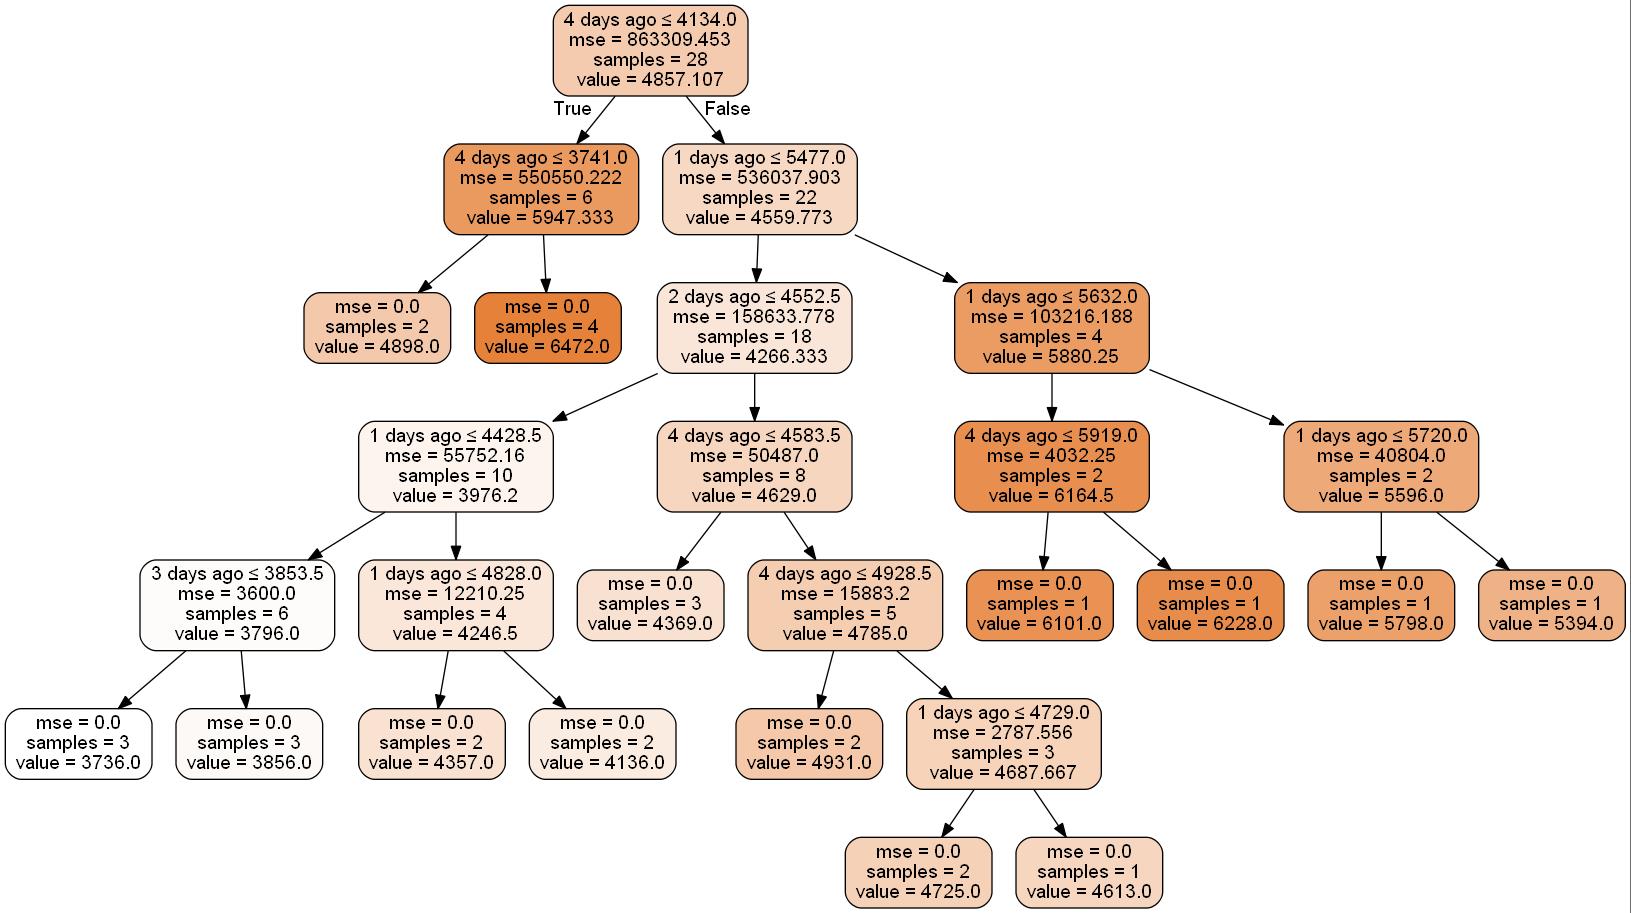 4 days ago ≤ 4134.0
mse = 863309.453
samples = 28
value = 4857.107
True
False
4 days ago ≤ 3741.0
mse = 550550.222
samples = 6
value = 5947.333
1 days ago ≤ 5477.0
mse = 536037.903
samples = 22
value = 4559.773
mse = 0.0
samples = 2
value = 4898.0
mse = 0.0
samples = 4
value = 6472.0
2 days ago ≤ 4552.5
mse = 158633.778
samples = 18
value = 4266.333
1 days ago ≤ 5632.0
mse = 103216.188
samples = 4
value = 5880.25
1 days ago ≤ 4428.5
mse = 55752.16
samples = 10
value = 3976.2
4 days ago ≤ 4583.5
mse = 50487.0
samples = 8
value = 4629.0
4 days ago ≤ 5919.0
mse = 4032.25
samples = 2
value = 6164.5
1 days ago ≤ 5720.0
mse = 40804.0
samples = 2
value = 5596.0
3 days ago ≤ 3853.5
mse = 3600.0
samples = 6
value = 3796.0
1 days ago ≤ 4828.0
mse = 12210.25
samples = 4
value = 4246.5
mse = 0.0
samples = 3
value = 4369.0
4 days ago ≤ 4928.5
mse = 15883.2
samples = 5
value = 4785.0
mse = 0.0
samples = 1
value = 6101.0
mse = 0.0
samples = 1
value = 6228.0
mse = 0.0
samples = 1
value = 5798.0
mse = 0.0
samples = 1
value = 5394.0
mse = 0.0
samples = 3
value = 3736.0
mse = 0.0
samples = 3
value = 3856.0
mse = 0.0
samples = 2
value = 4357.0
mse = 0.0
samples = 2
value = 4136.0
mse = 0.0
samples = 2
value = 4931.0
1 days ago ≤ 4729.0
mse = 2787.556
samples = 3
value = 4687.667
mse = 0.0
samples = 2
value = 4725.0
mse = 0.0
samples = 1
value = 4613.0